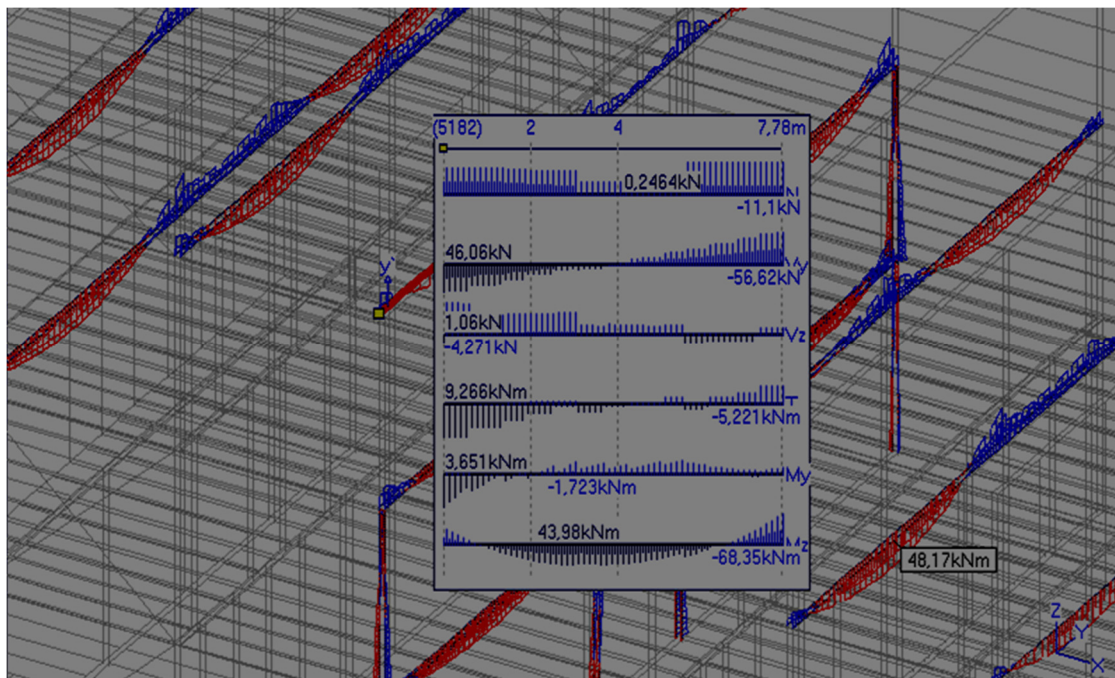 (5182) 2 4 7,78m
0,2464kN
N
-11,1kN
46,06kN
Vy
-56,62kN
1,06kN
Vz
-4,271kN
9,266kNm
T
-5,221kNm
3,651kNm
My
-1,723kNm
43,98kNm
Mz
-68,35kNm
y'
48,17kNm
Z
Y
X